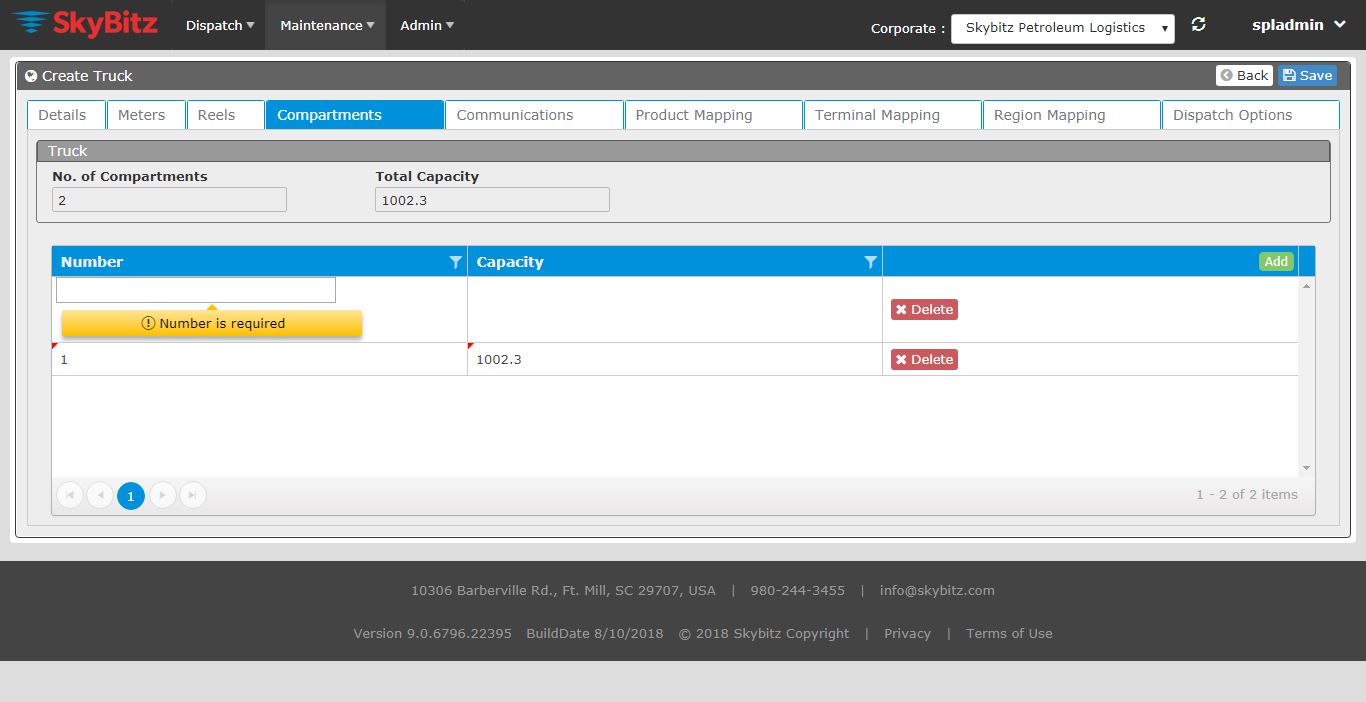 SkyBitz Dispatch Maintenance Admin Corporate : Skybitz Petroleum Logistics spladmin
Create Truck Back Save
Details Meters Reels Compartments Communications Product Mapping Terminal Mapping Region Mapping Dispatch Options
Truck
No. of Compartments Total Capacity
2 1002.3
Number Capacity Add
Delete
Number is required
1 1002.3 Delete
1 1 - 2 of 2 items
10306 Barberville Rd., Ft. Mill, SC 29707, USA | 980-244-3455 | info@skybitz.com
Version 9.0.6796.22395 BuildDate 8/10/2018 © 2018 Skybitz Copyright | Privacy | Terms of Use